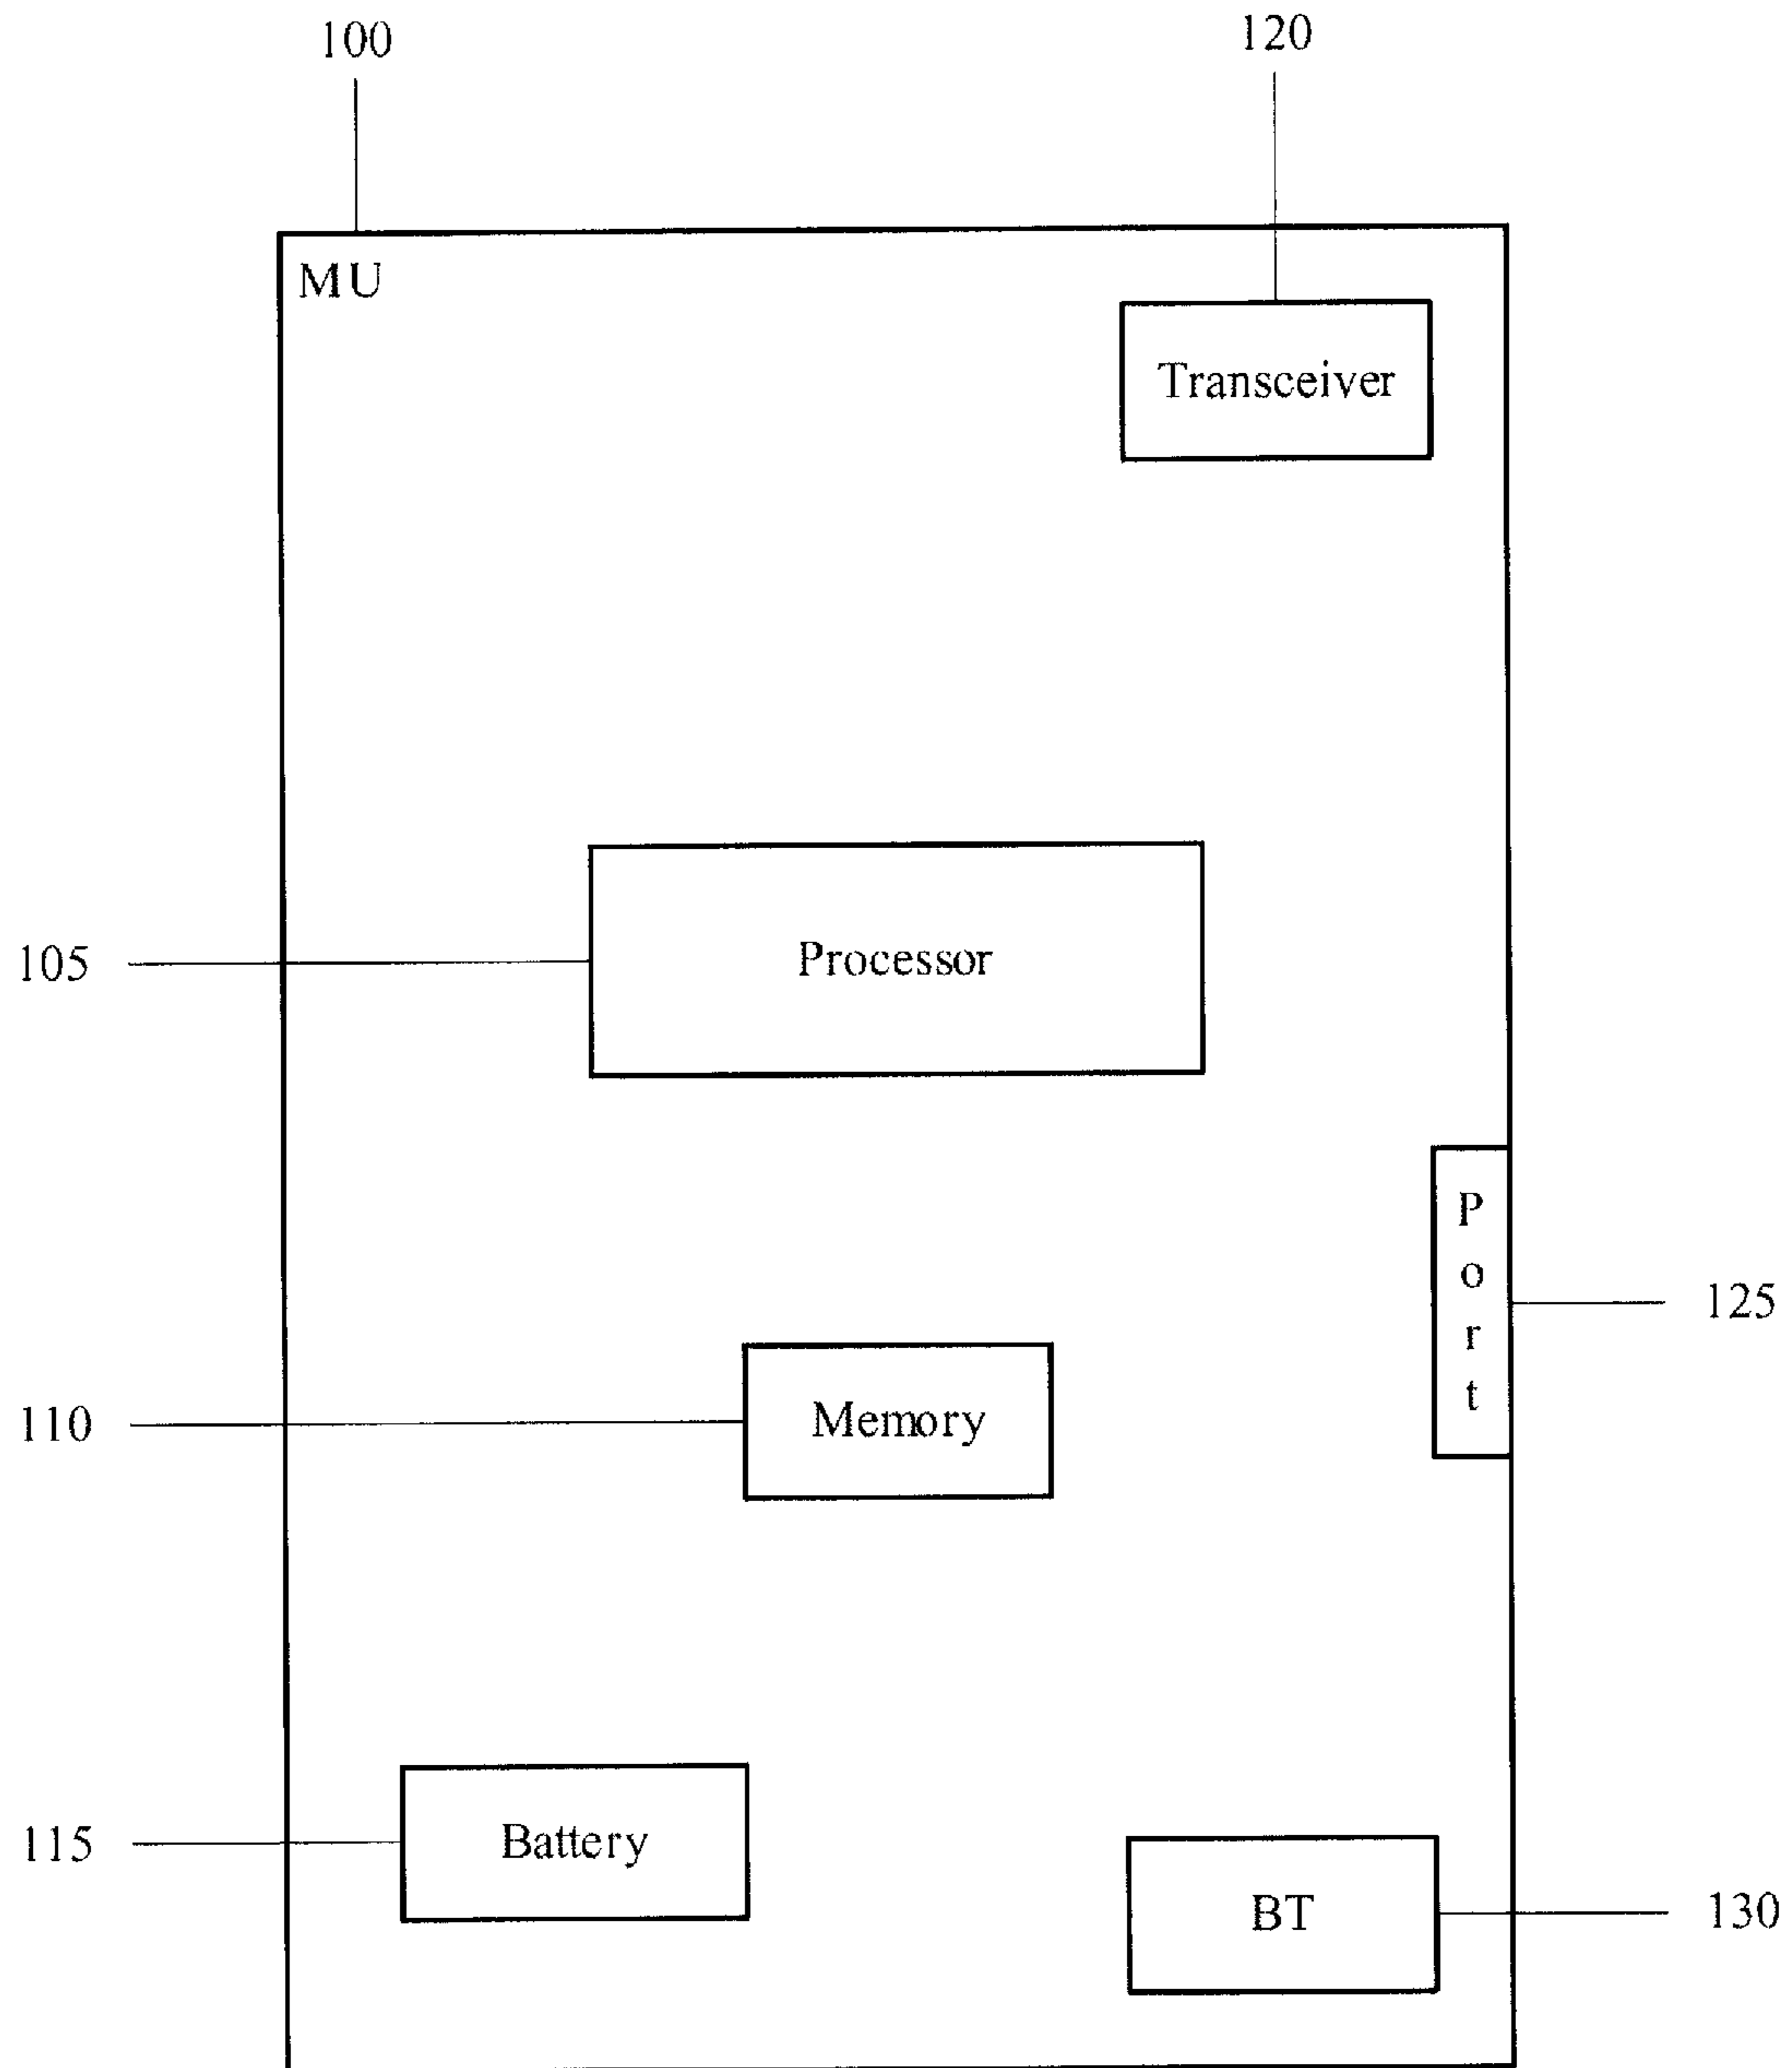 100
120
MU
Transceiver
105
Processor
P
o
r
t
125
110
Memory
115
Battery
BT
130